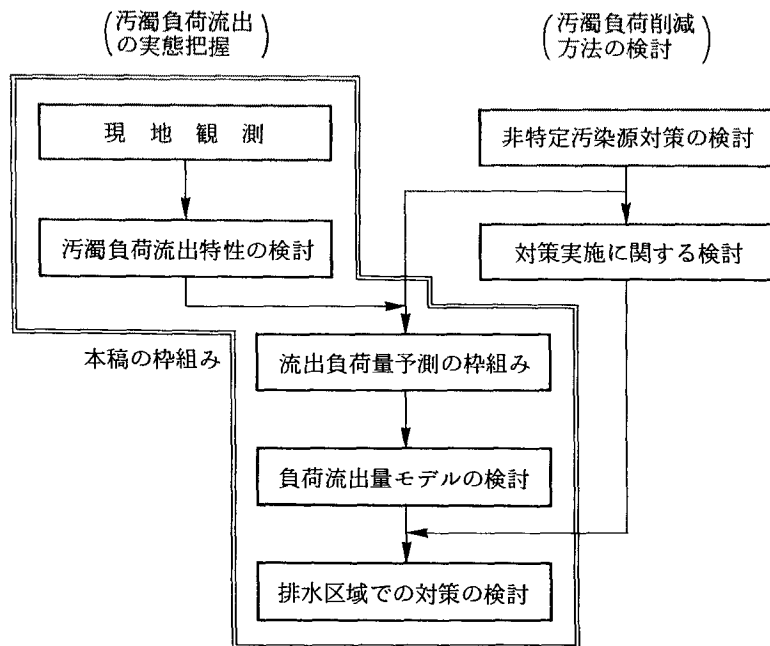 汚濁負荷流出
の実態把握
汚濁負荷削減
方法の検討
現地観測
非特定汚染源対策の検討
汚濁負荷流出特性の検討
対策実施に関する検討
本稿の枠組み
流出負荷量予測の枠組み
負荷流出量モデルの検討
排水区域での対策の検討